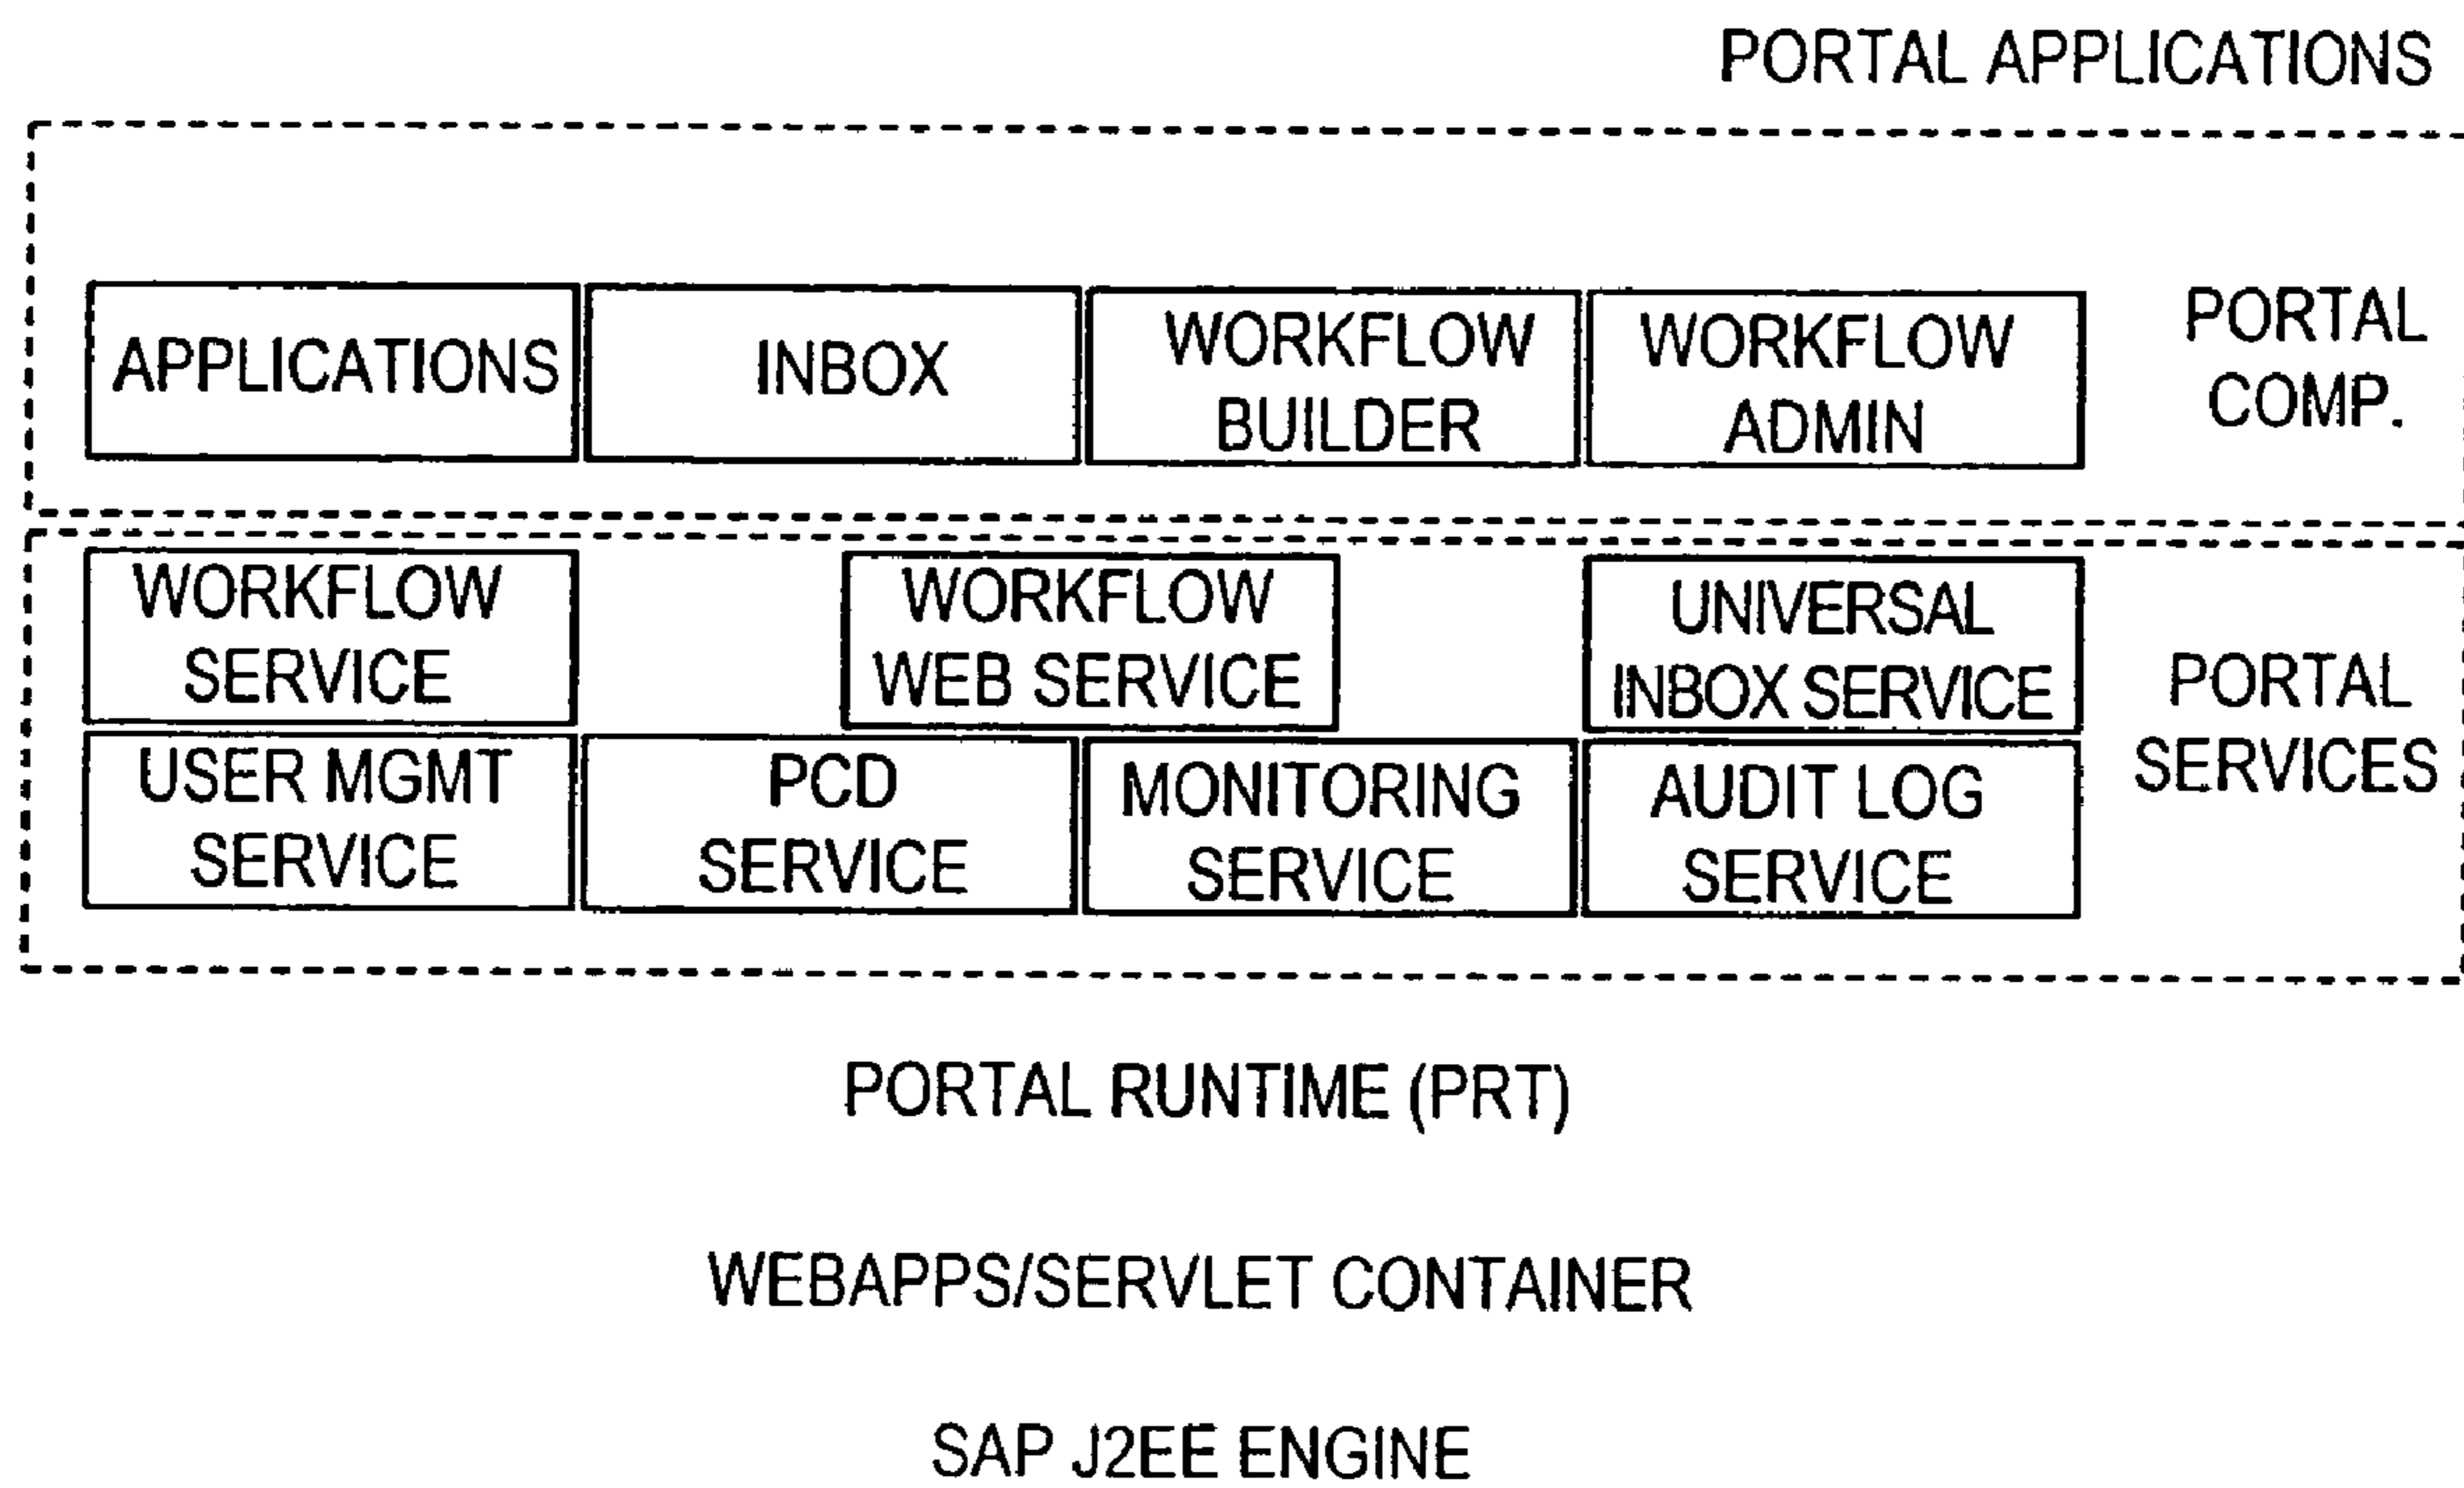 PORTAL APPLICATIONS
APPLICATIONS
INBOX
WORKFLOW
BUILDER
WORKFLOW
ADMIN
PORTAL
COMP.
WORKFLOW
SERVICE
WORKFLOW
WEB SERVICE
UNIVERSAL
INBOX SERVICE
PORTAL
SERVICES
USER MGMT
SERVICE
PCD
SERVICE
MONITORING
SERVICE
AUDIT LOG
SERVICE
PORTAL RUNTIME (PRT)
WEBAPPS/SERVLET CONTAINER
SAP J2EE ENGINE